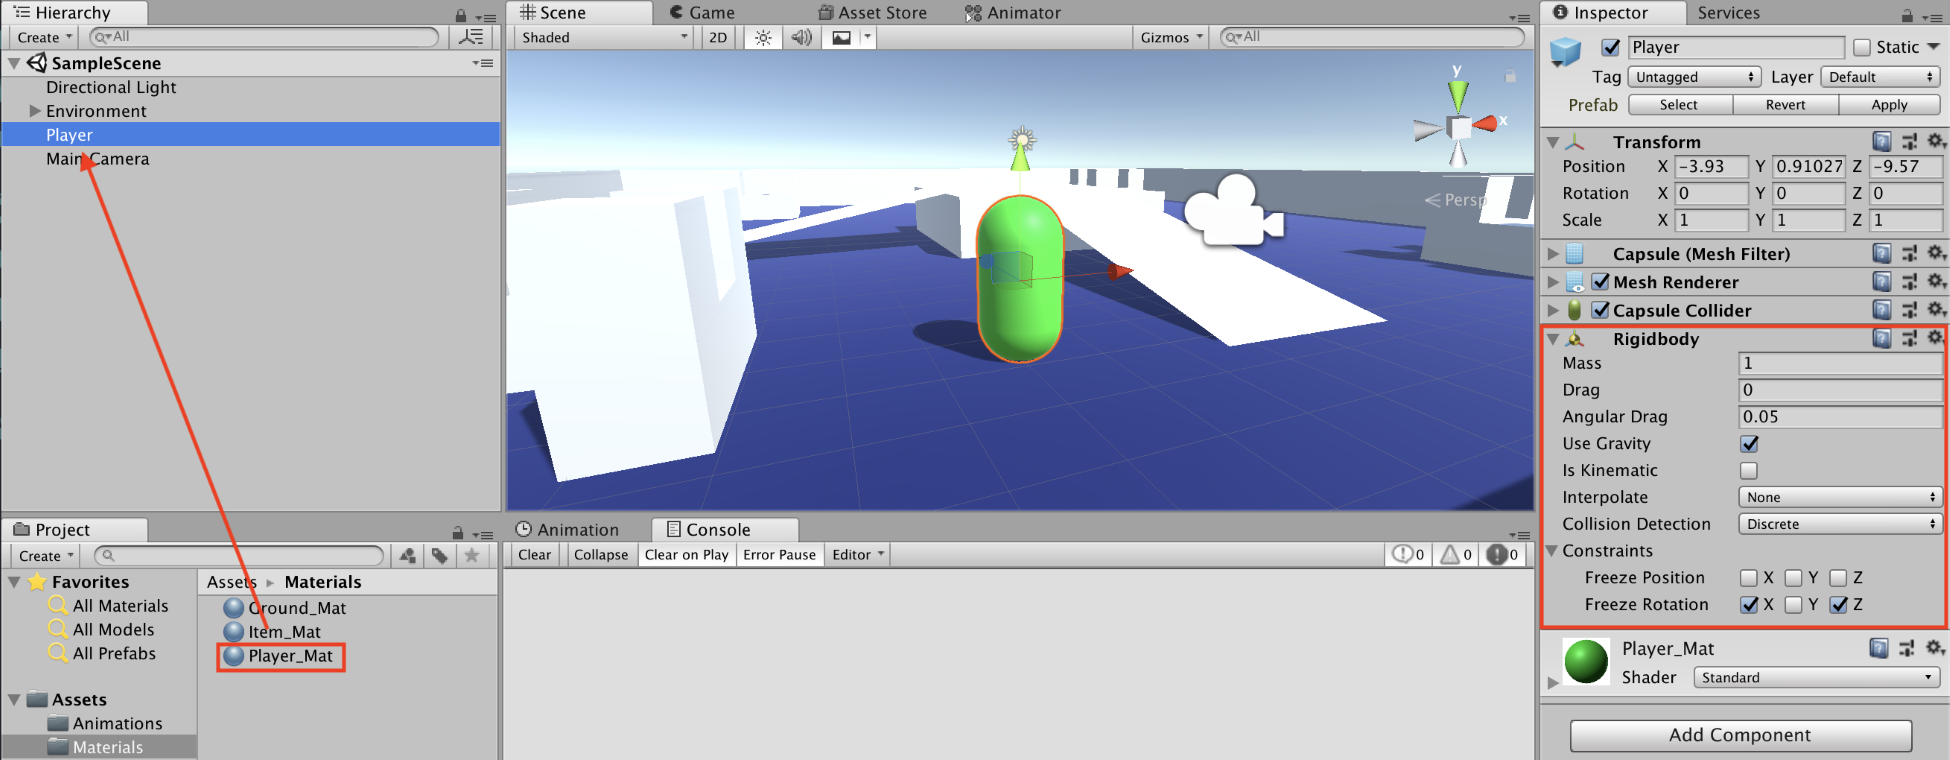 Hierarchy
Create
All
SampleScene
Directional Light
Environment
Player
Main Camera
Scene
Game
Asset Store
Animator
Shaded
2D
Gizmos
All
y
x
Persp
Inspector
Services
Player
Static
Tag Untagged Layer Default
Prefab Select Revert Apply
Transform
Position X -3.93 Y 0.91027 Z -9.57
Rotation X 0 Y 0 Z 0
Scale X 1 Y 1 Z 1
Capsule (Mesh Filter)
Mesh Renderer
Capsule Collider
Rigidbody
Mass 1
Drag 0
Angular Drag 0.05
Use Gravity
Is Kinematic
Interpolate None
Collision Detection Discrete
Constraints
Freeze Position X Y Z
Freeze Rotation X Y Z
Player_Mat
Shader Standard
Add Component
Project
Create
Favorites
All Materials
All Models
All Prefabs
Assets
Animations
Materials
Assets Materials
Ground_Mat
Item_Mat
Player_Mat
Animation
Console
Clear Collapse Clear on Play Error Pause Editor
0 0 0